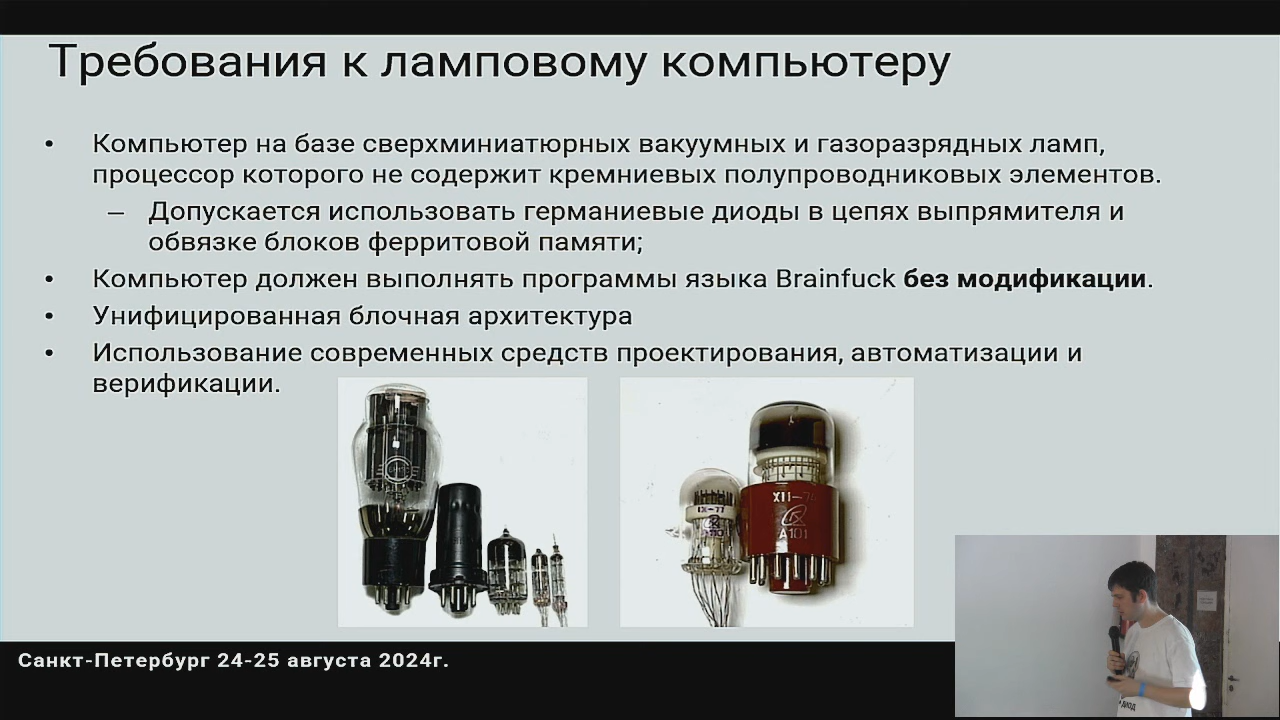 Требования к ламповому компьютеру
• Компьютер на базе сверхминиатюрных вакуумных и газоразрядных ламп,
процессор которого не содержит кремниевых полупроводниковых элементов.
– Допускается использовать германиевые диоды в цепях выпрямителя и
обвязке блоков ферритовой памяти;
• Компьютер должен выполнять программы языка Brainfuck без модификации.
• Унифицированная блочная архитектура
• Использование современных средств проектирования, автоматизации и
верификации.
A101
Санкт-Петербург 24-25 августа 2024г.
ДИОД